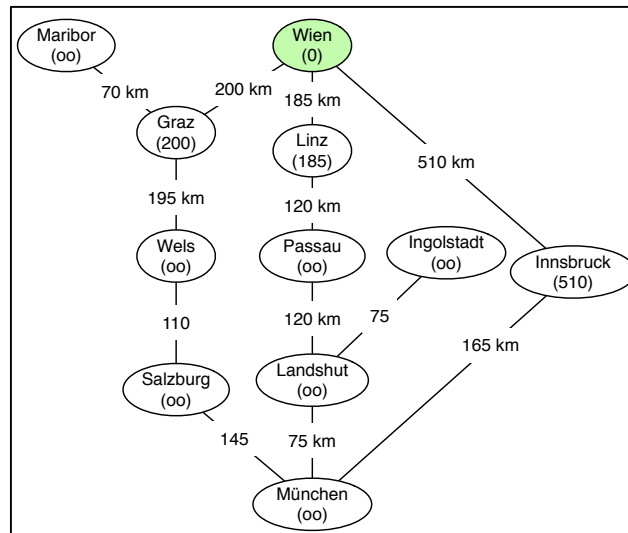 Maribor
(oo)
Wien
(0)
70 km
200 km
185 km
Graz
(200)
Linz
(185)
510 km
195 km
120 km
Wels
(oo)
Passau
(oo)
Ingolstadt
(oo)
Innsbruck
(510)
110
120 km
75
165 km
Salzburg
(oo)
Landshut
(oo)
145
75 km
München
(oo)